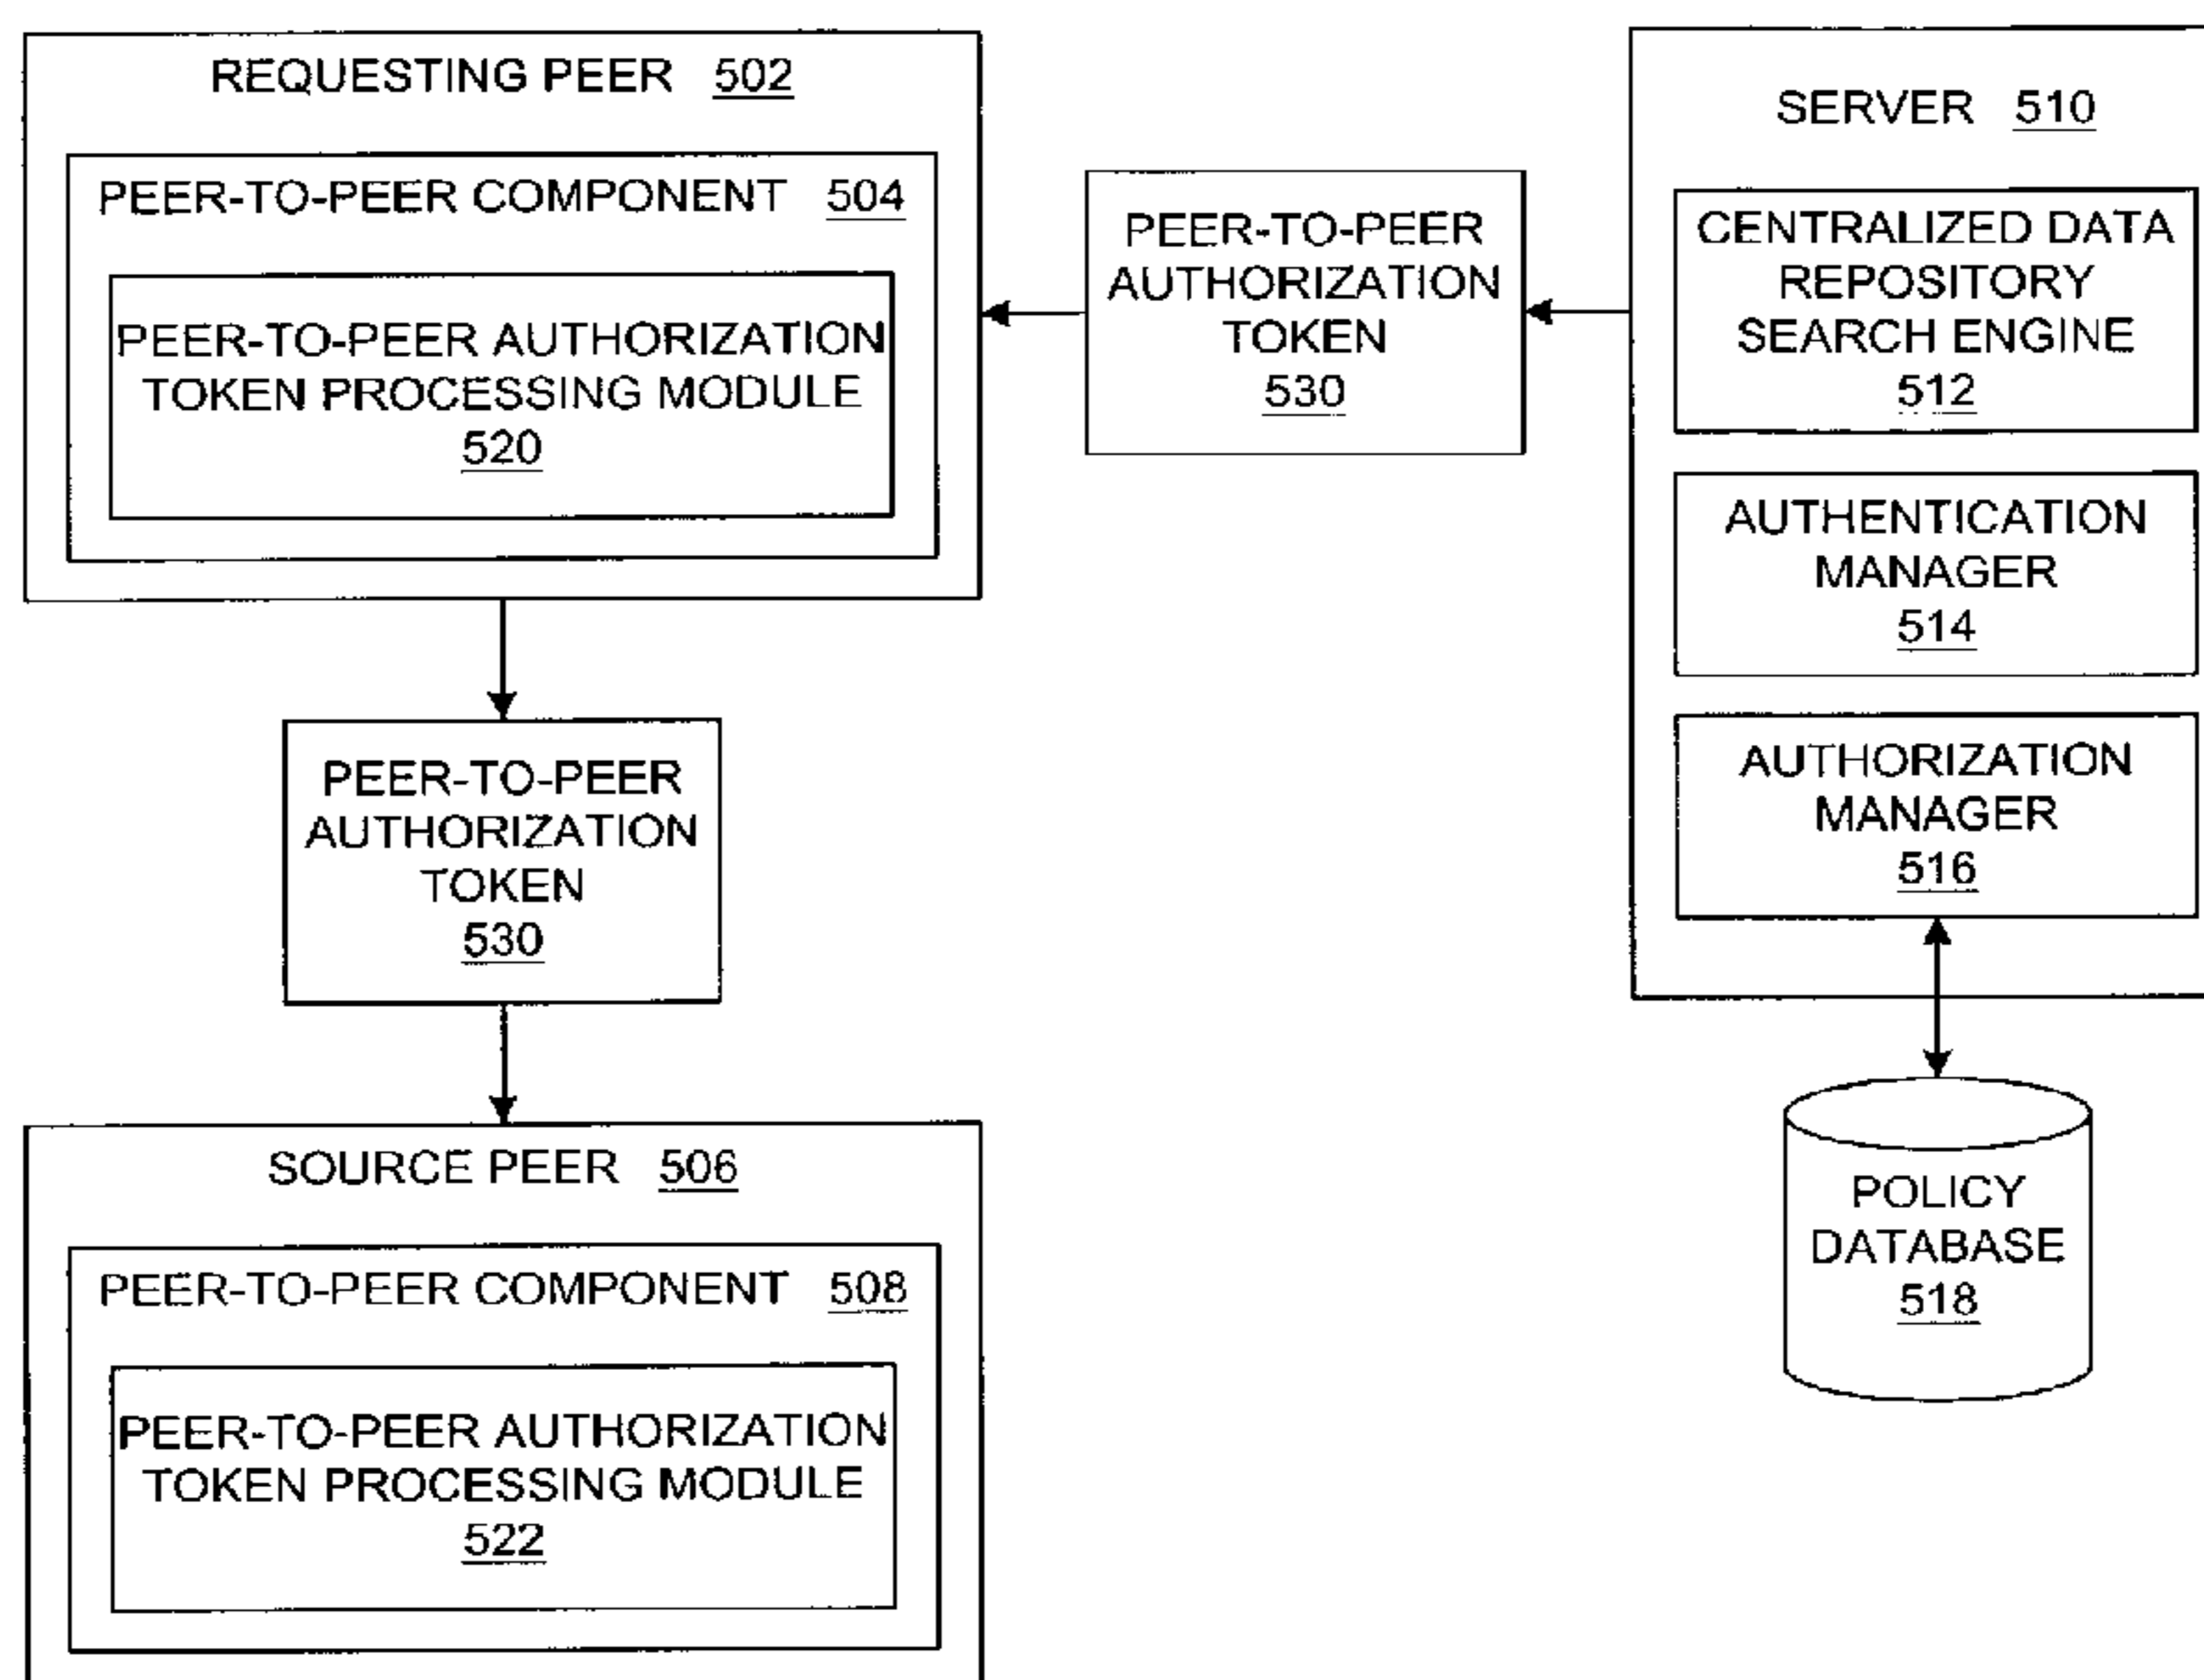 REQUESTING PEER 502
PEER-TO-PEER COMPONENT 504
PEER-TO-PEER AUTHORIZATION
TOKEN PROCESSING MODULE
520
PEER-TO-PEER
AUTHORIZATION
TOKEN
530
SERVER 510
CENTRALIZED DATA
REPOSITORY
SEARCH ENGINE
512
AUTHENTICATION
MANAGER
514
AUTHORIZATION
MANAGER
516
PEER-TO-PEER
AUTHORIZATION
TOKEN
530
SOURCE PEER 506
PEER-TO-PEER COMPONENT 508
PEER-TO-PEER AUTHORIZATION
TOKEN PROCESSING MODULE
522
POLICY
DATABASE
518